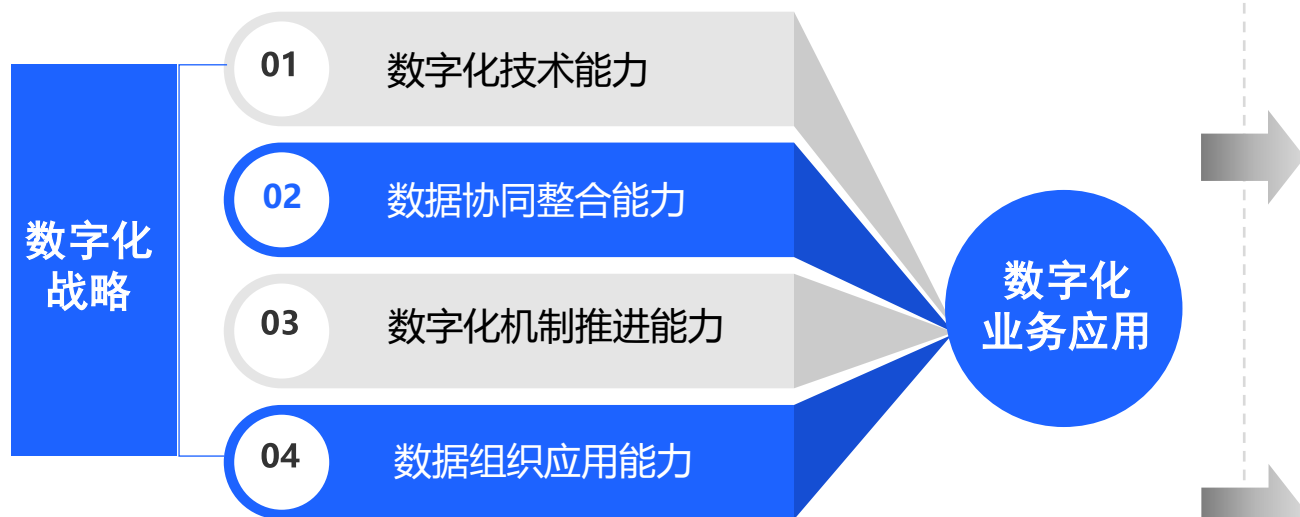 数字化
战略
01
数字化技术能力
02
数据协同整合能力
03
数字化机制推进能力
04
数据组织应用能力
数字化
业务应用